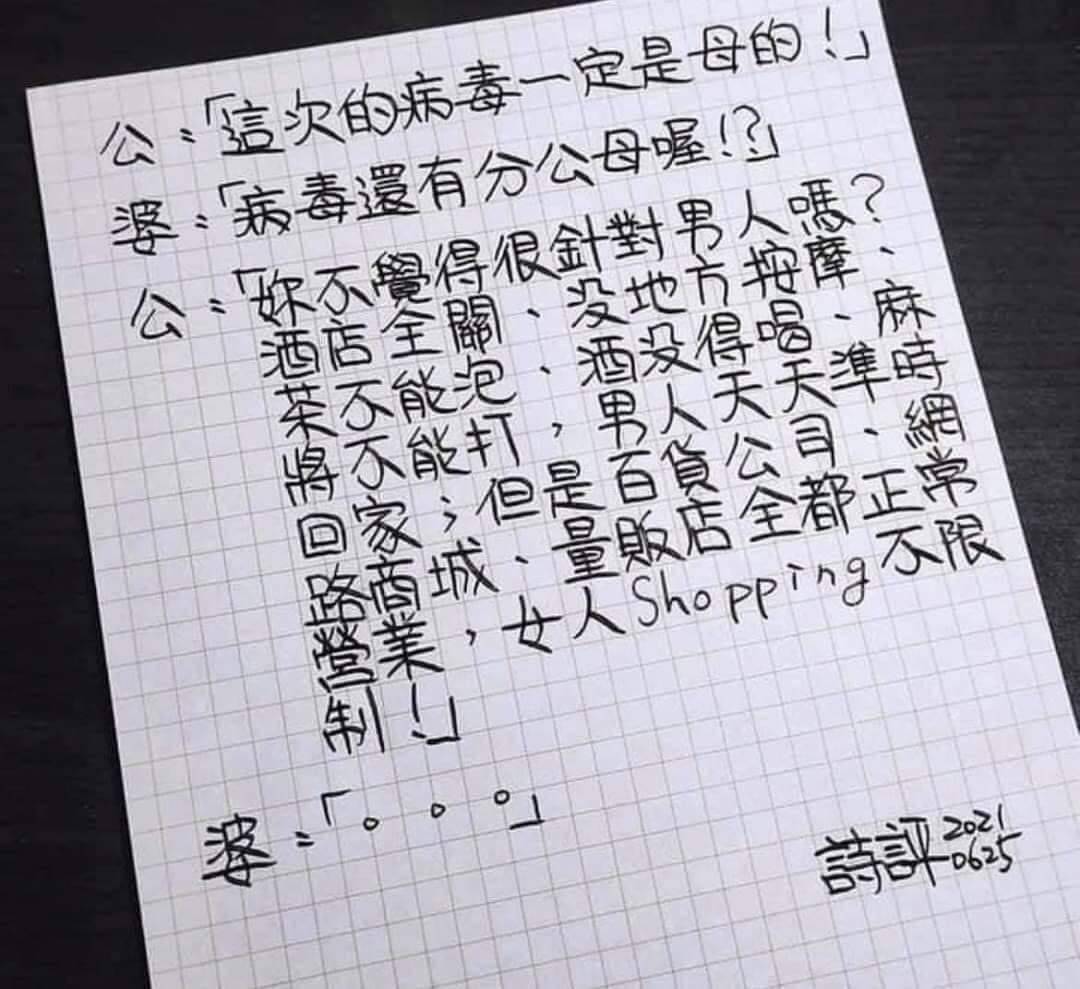 公:「這次的病毒一定是母的!」
婆:「病毒還有分公母喔!?」
公:「妳不覺得很針對男人嗎?
酒店全關、没地方按摩、
茶不能泡、酒没得喝、麻
將不能打,男人天天準時
回家;但是百貨公司、網
路商城、量販店全都正常
營業,女人Shopping不限
制!」
婆:「。。。」
詩評 2021
0625